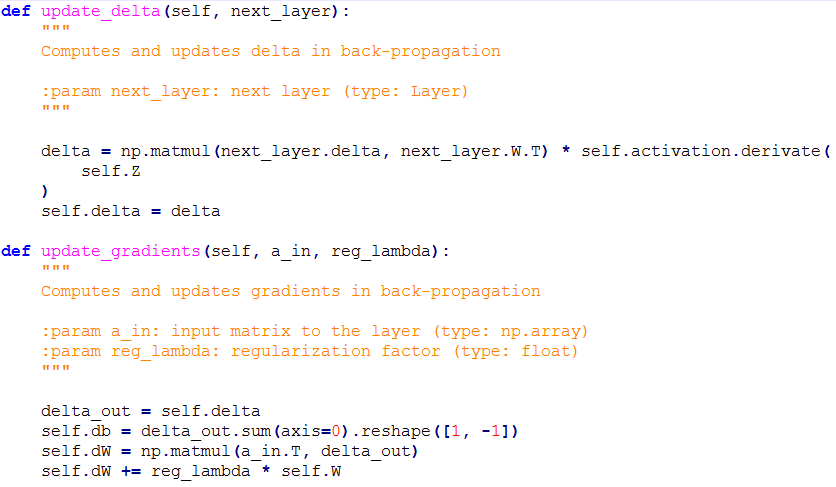 def update_delta(self, next_layer):
    """
    Computes and updates delta in back-propagation

    :param next_layer: next layer (type: Layer)
    """

    delta = np.matmul(next_layer.delta, next_layer.W.T) * self.activation.derivate(
        self.Z
    )
    self.delta = delta

def update_gradients(self, a_in, reg_lambda):
    """
    Computes and updates gradients in back-propagation

    :param a_in: input matrix to the layer (type: np.array)
    :param reg_lambda: regularization factor (type: float)
    """

    delta_out = self.delta
    self.db = delta_out.sum(axis=0).reshape([1, -1])
    self.dW = np.matmul(a_in.T, delta_out)
    self.dW += reg_lambda * self.W